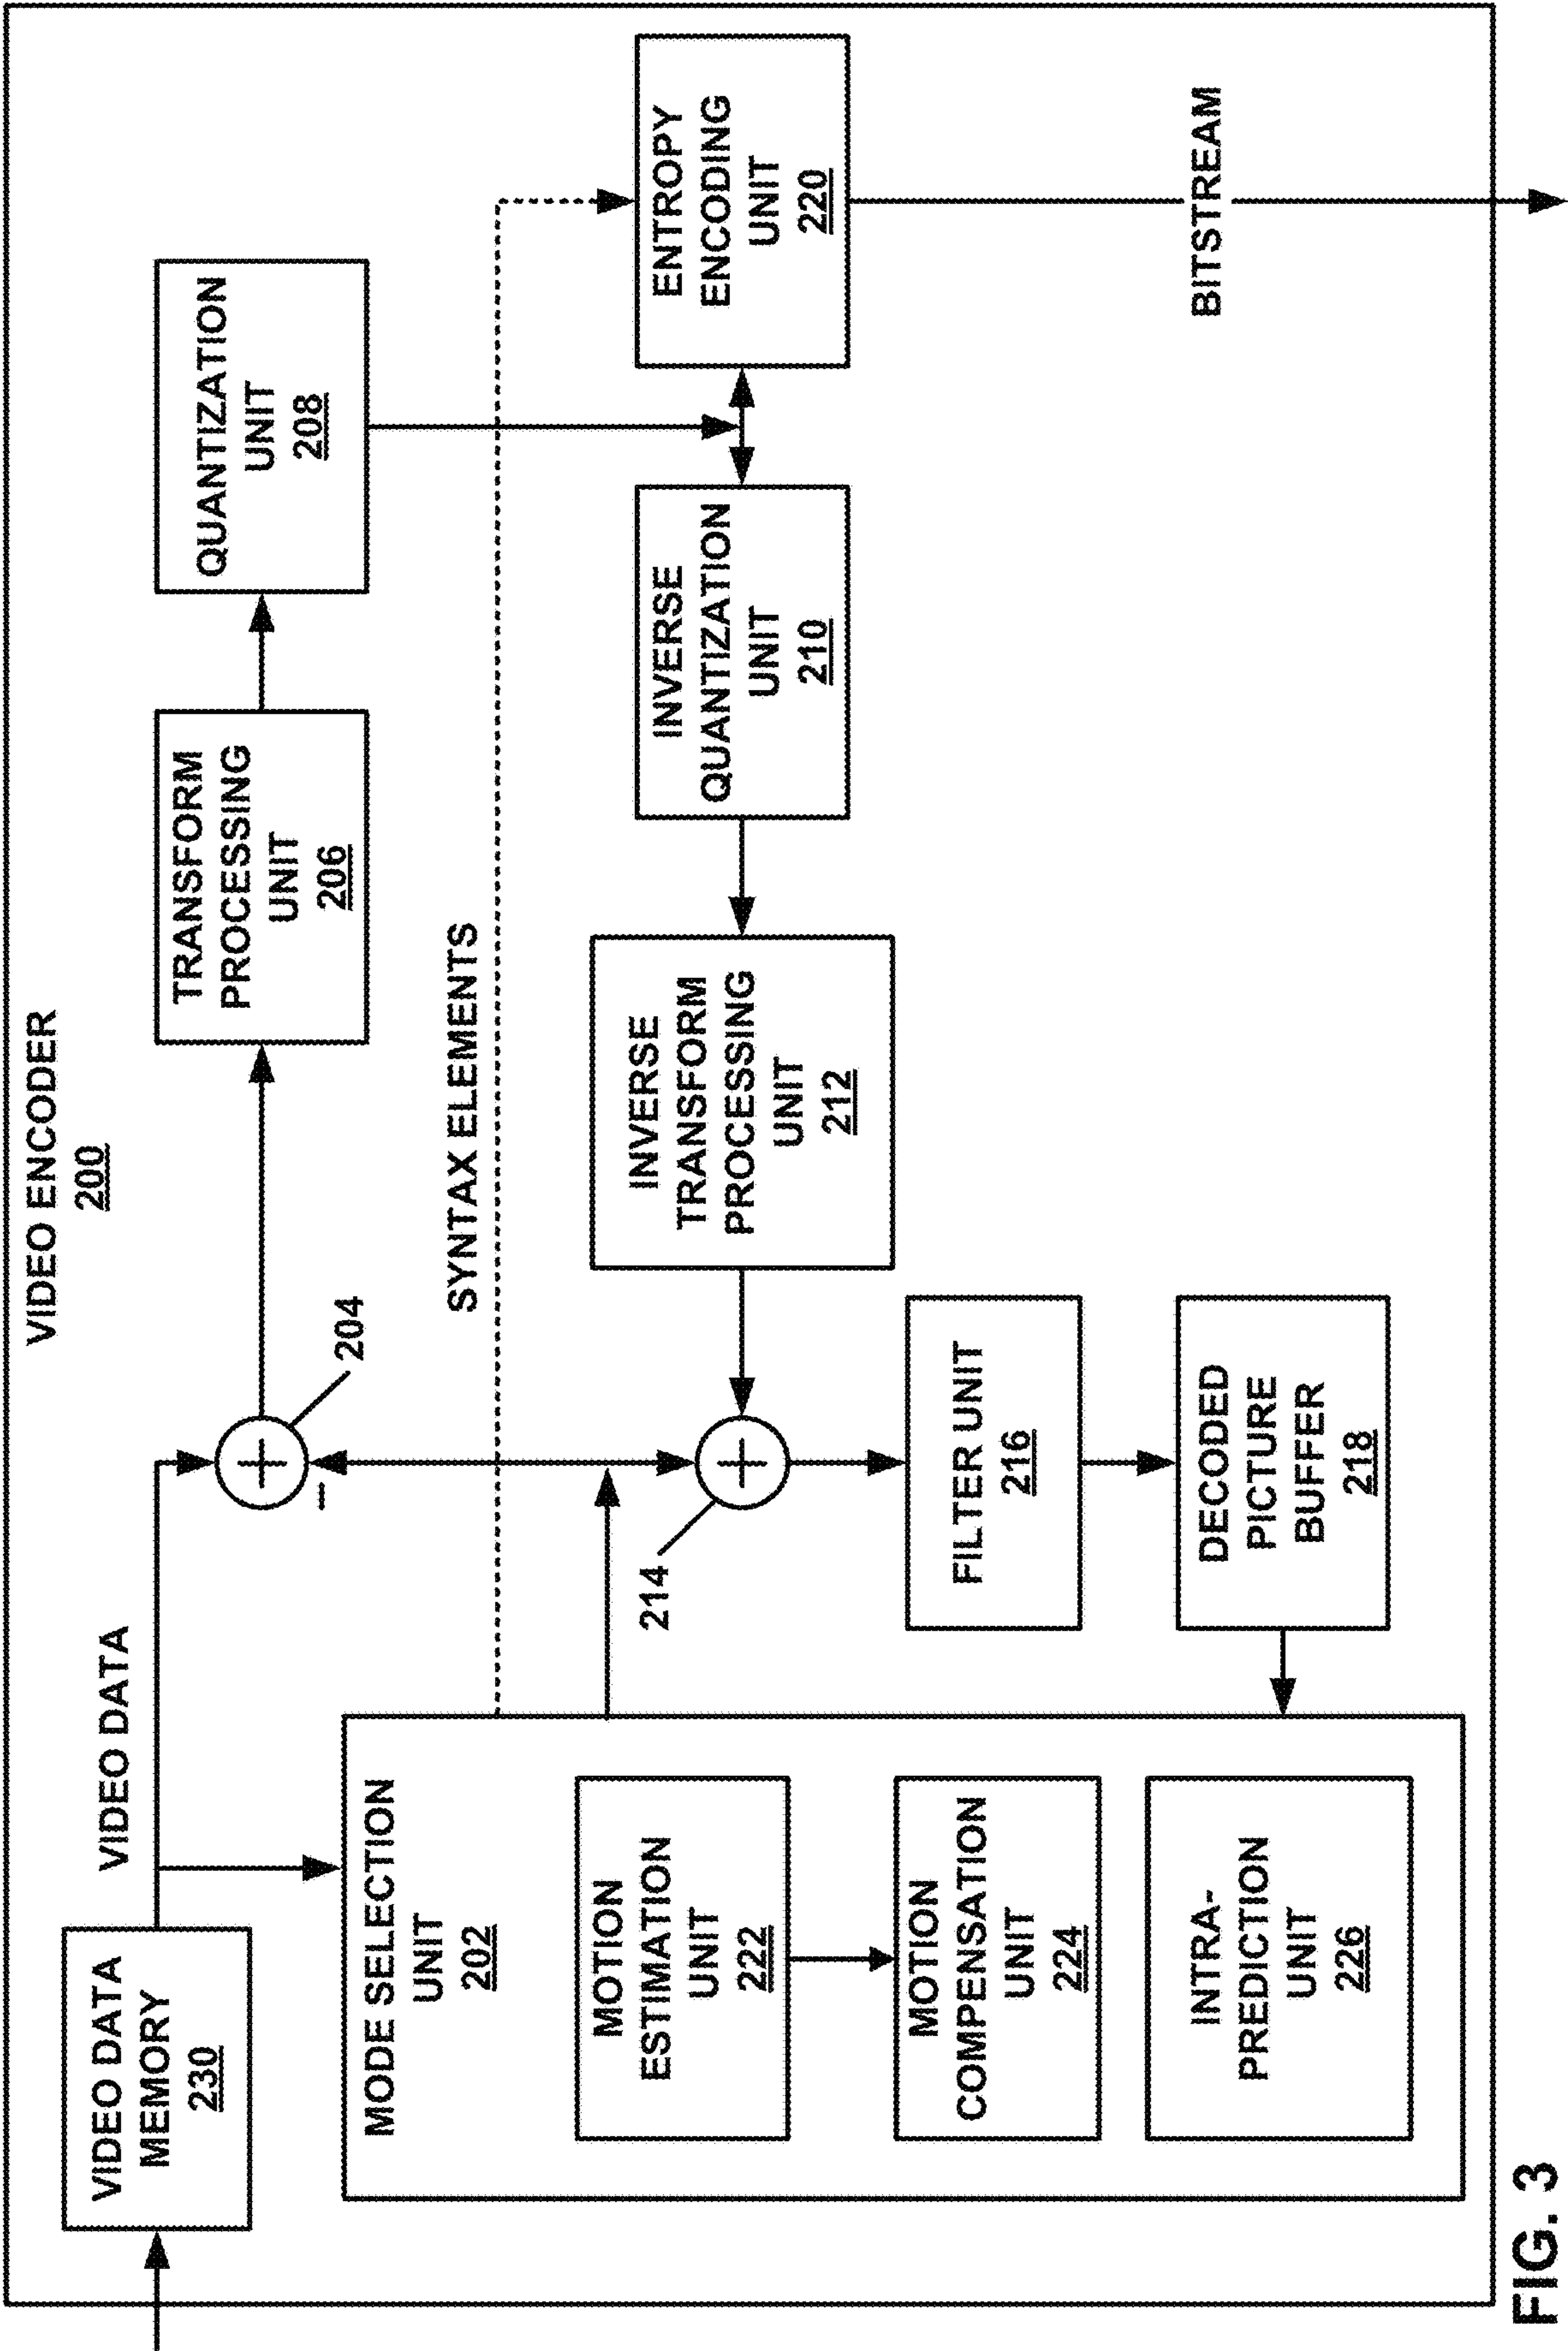 VIDEO ENCODER
200
VIDEO DATA
MEMORY
230
VIDEO DATA
204
TRANSFORM
PROCESSING
UNIT
206
QUANTIZATION
UNIT
208
SYNTAX ELEMENTS
MODE SELECTION
UNIT
202
MOTION
ESTIMATION
UNIT
222
MOTION
COMPENSATION
UNIT
224
INTRA-
PREDICTION
UNIT
226
214
INVERSE
TRANSFORM
PROCESSING
UNIT
212
INVERSE
QUANTIZATION
UNIT
210
ENTROPY
ENCODING
UNIT
220
FILTER UNIT
216
DECODED
PICTURE
BUFFER
218
BITSTREAM
FIG. 3